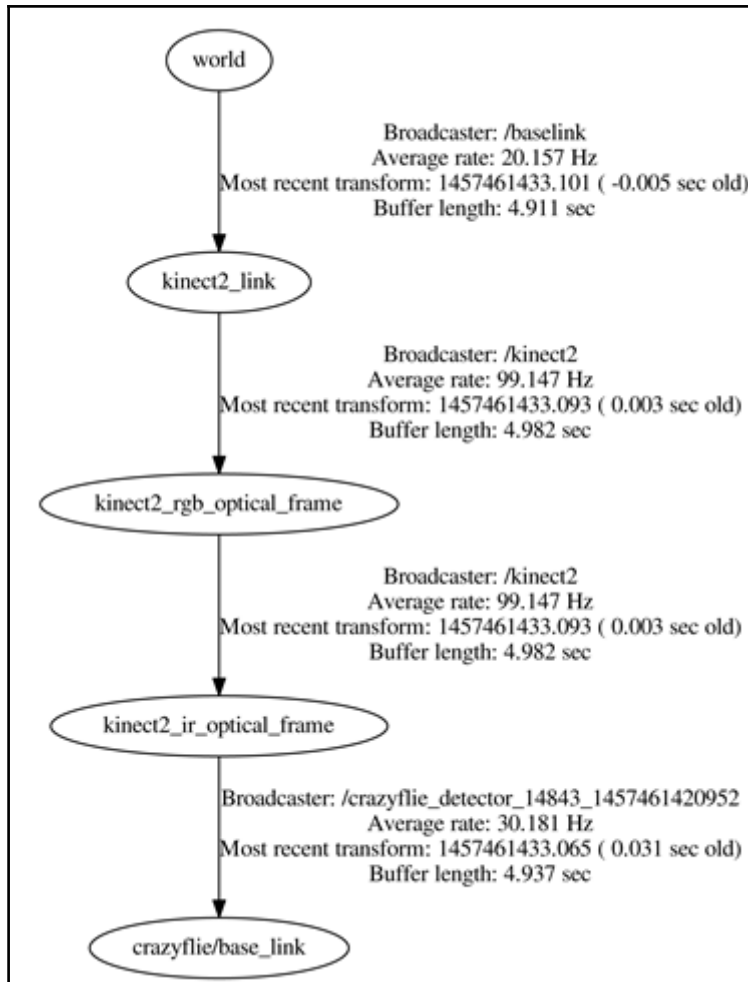 world
Broadcaster: /baselink
Average rate: 20.157 Hz
Most recent transform: 1457461433.101 ( -0.005 sec old)
Buffer length: 4.911 sec
kinect2_link
Broadcaster: /kinect2
Average rate: 99.147 Hz
Most recent transform: 1457461433.093 ( 0.003 sec old)
Buffer length: 4.982 sec
kinect2_rgb_optical_frame
Broadcaster: /kinect2
Average rate: 99.147 Hz
Most recent transform: 1457461433.093 ( 0.003 sec old)
Buffer length: 4.982 sec
kinect2_ir_optical_frame
Broadcaster: /crazyflie_detector_14843_1457461420952
Average rate: 30.181 Hz
Most recent transform: 1457461433.065 ( 0.031 sec old)
Buffer length: 4.937 sec
crazyflie/base_link